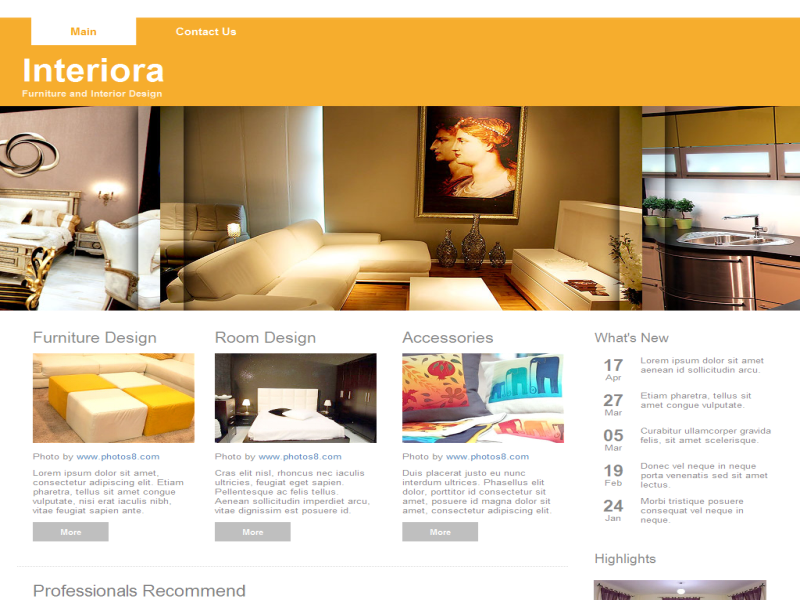 Main
Contact Us
Interiora
Furniture and Interior Design
Furniture Design
Photo by www.photos8.com
Lorem ipsum dolor sit amet,
consectetur adipiscing elit. Etiam
pharetra, tellus sit amet congue
vulputate, nisi erat iaculis nibh,
vitae feugiat sapien ante.
More
Room Design
Photo by www.photos8.com
Cras elit nisl, rhoncus nec iaculis
ultricies, feugiat eget sapien.
Pellentesque ac felis tellus.
Aenean sollicitudin imperdiet arcu,
vitae dignissim est posuere id.
More
Accessories
Photo by www.photos8.com
Duis placerat justo eu nunc
interdum ultrices. Phasellus elit
dolor, porttitor id consectetur sit
amet, posuere id magna dolor sit
amet, consectetur adipiscing elit.
More
What's New
17
Apr
Lorem ipsum dolor sit amet
aenean id sollicitudin arcu.
27
Mar
Etiam pharetra, tellus sit
amet congue vulputate.
05
Mar
Curabitur ullamcorper gravida
felis, sit amet scelerisque.
19
Feb
Donec vel neque in neque
porta venenatis sed sit amet
lectus.
24
Jan
Morbi tristique posuere
consequat vel neque in
neque.
Highlights
Professionals Recommend